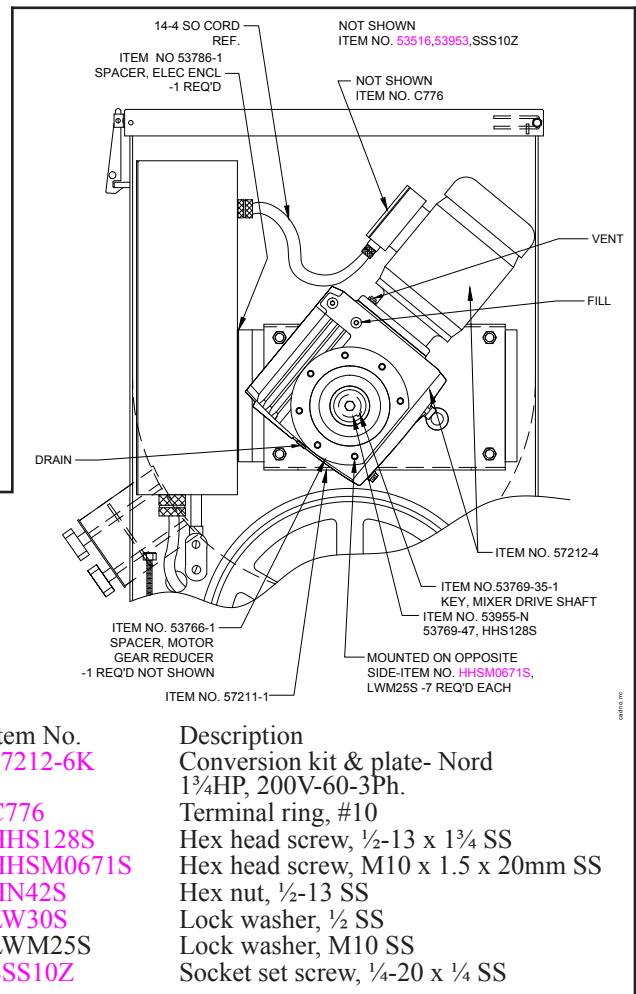 14-4 SO CORD
REF.
NOT SHOWN
ITEM NO. 53516,53953,SSS10Z
ITEM NO 53786-1
SPACER, ELEC ENCL
-1 REQ'D
NOT SHOWN
ITEM NO. C776
VENT
FILL
DRAIN
ITEM NO. 57212-4
ITEM NO.53769-35-1
KEY, MIXER DRIVE SHAFT
ITEM NO. 53955-N
53769-47, HHS128S
ITEM NO. 53766-1
SPACER, MOTOR
GEAR REDUCER
-1 REQ'D NOT SHOWN
MOUNTED ON OPPOSITE
SIDE-ITEM NO. HHSM0671S,
LWM25S -7 REQ'D EACH
ITEM NO. 57211-1
tem No. Description
7212-6K Conversion kit & plate- Nord
1¾HP, 200V-60-3Ph.
C776 Terminal ring, #10
HHS128S Hex head screw, ½-13 x 1¾ SS
HHSM0671S Hex head screw, M10 x 1.5 x 20mm SS
HN42S Hex nut, ½-13 SS
LW30S Lock washer, ½ SS
LWM25S Lock washer, M10 SS
SSS10Z Socket set screw, ¼-20 x ¼ SS